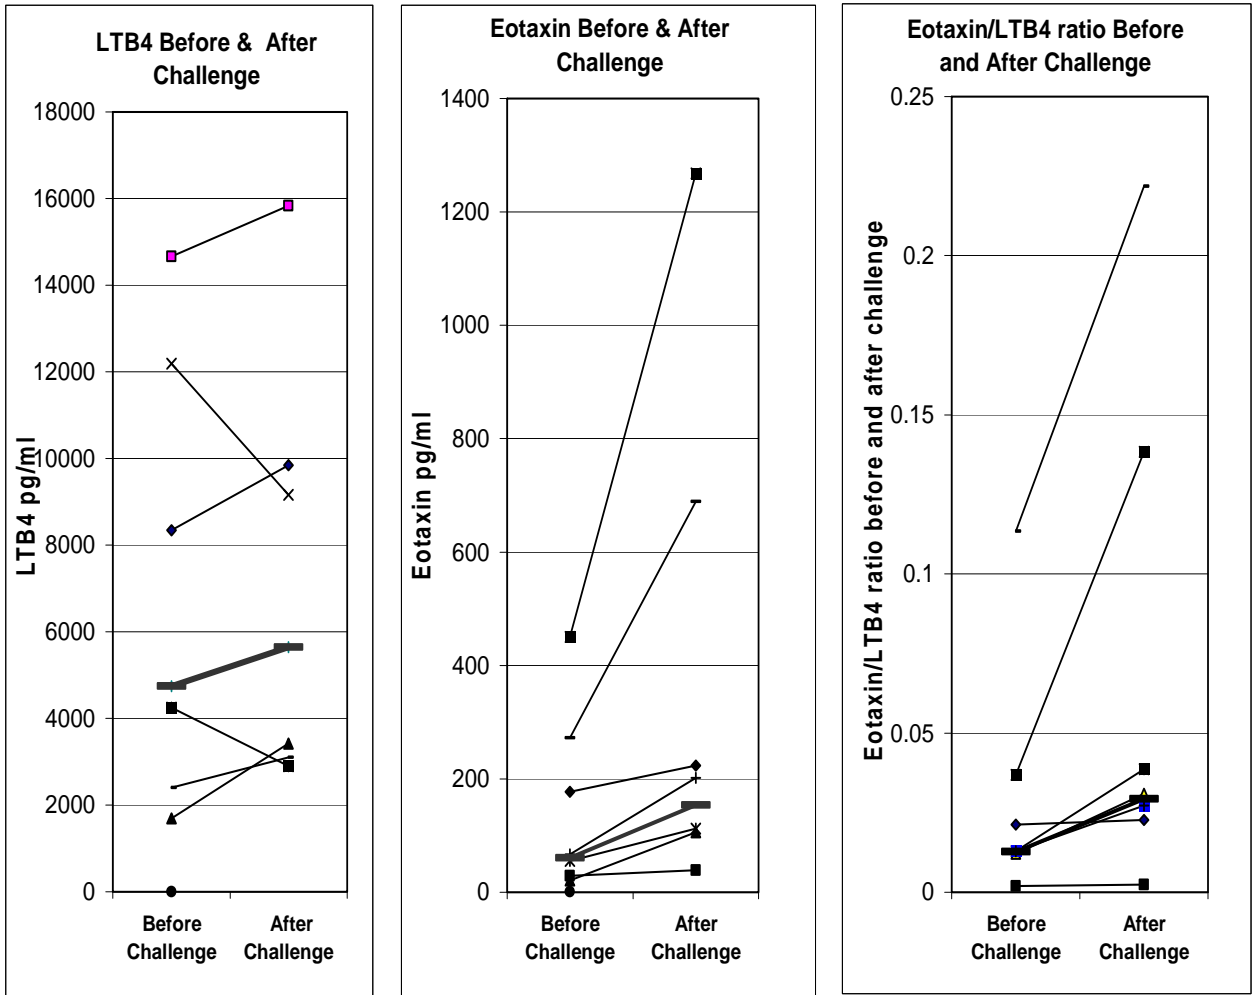 LTB4 Before & After
Challenge
18000
16000
14000
12000
10000
8000
6000
4000
2000
0
LTB4 pg/ml
Before
Challenge
After
Challenge
Eotaxin Before & After
Challenge
1400
1200
1000
800
600
400
200
0
Eotaxin pg/ml
Before
Challenge
After
Challenge
Eotaxin/LTB4 ratio Before
and After Challenge
0.25
0.2
0.15
0.1
0.05
0
Eotaxin/LTB4 ratio before and after challenge
Before
Challenge
After
Challenge